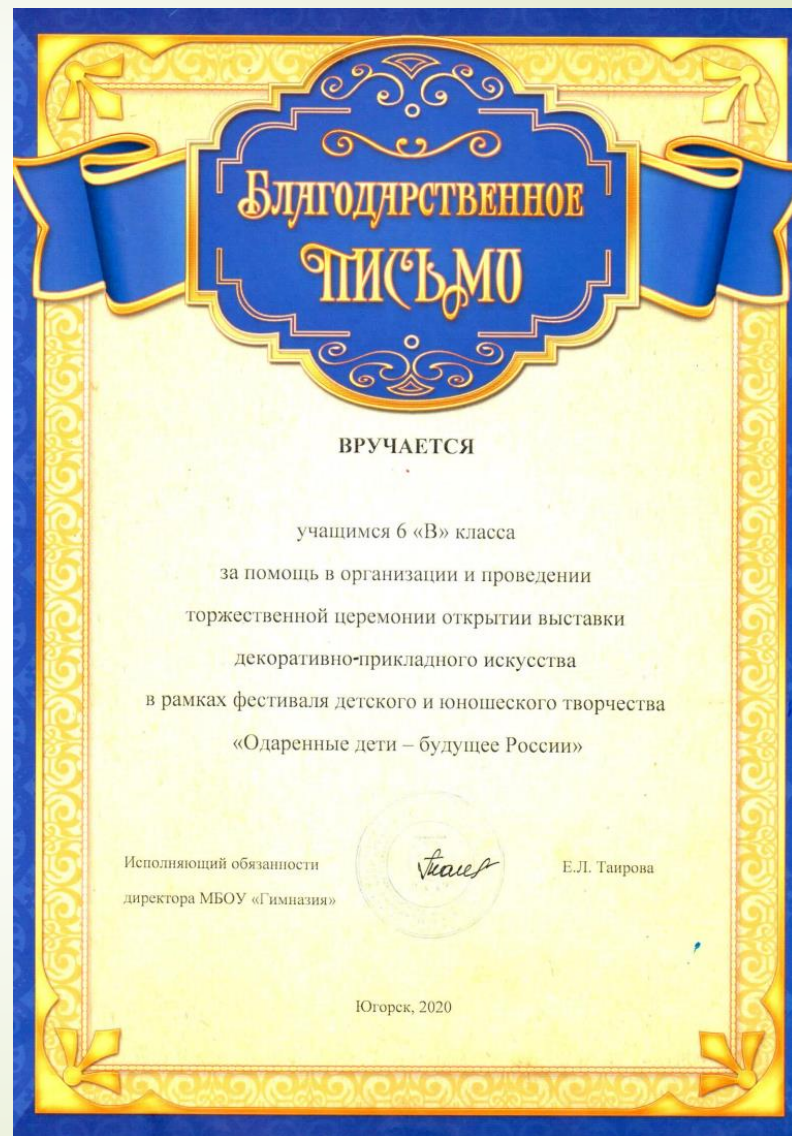 БЛАГОДАРСТВЕННОЕ
ПИСЬМО
ВРУЧАЕТСЯ
учащимся 6 «В» класса
за помощь в организации и проведении
торжественной церемонии открытии выставки
декоративно-прикладного искусства
в рамках фестиваля детского и юношеского творчества
«Одаренные дети – будущее России»
Исполняющий обязанности
директора МБОУ «Гимназия»
Е.Л. Таирова
Югорск, 2020